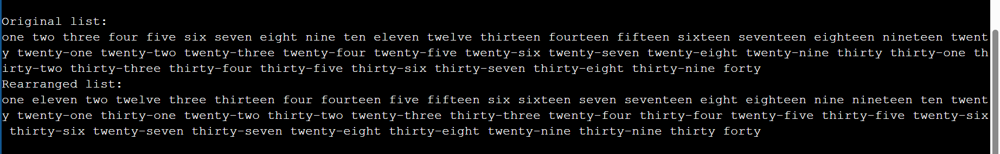 Original list:
one two three four five six seven eight nine ten eleven twelve thirteen fourteen fifteen sixteen seventeen eighteen nineteen twent
y twenty-one twenty-two twenty-three twenty-four twenty-five twenty-six twenty-seven twenty-eight twenty-nine thirty thirty-one th
irty-two thirty-three thirty-four thirty-five thirty-six thirty-seven thirty-eight thirty-nine forty
Rearranged list:
one eleven two twelve three thirteen four fourteen five fifteen six sixteen seven seventeen eight eighteen nine nineteen ten twent
y twenty-one thirty-one twenty-two thirty-two twenty-three thirty-three twenty-four thirty-four twenty-five thirty-five twenty-six
 thirty-six twenty-seven thirty-seven twenty-eight thirty-eight twenty-nine thirty-nine thirty forty